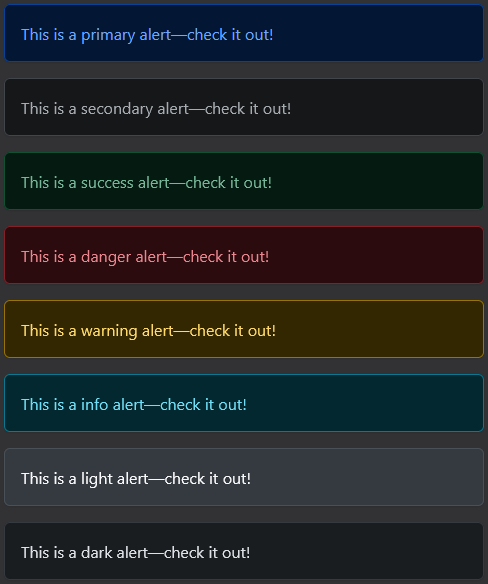 This is a primary alert—check it out!
This is a secondary alert—check it out!
This is a success alert—check it out!
This is a danger alert—check it out!
This is a warning alert—check it out!
This is a info alert—check it out!
This is a light alert—check it out!
This is a dark alert—check it out!